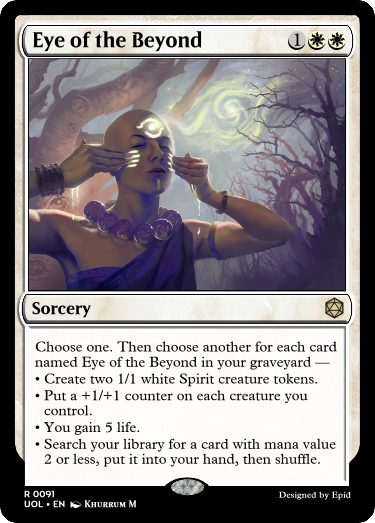 Eye of the Beyond 1
Sorcery
Choose one. Then choose another for each card
named Eye of the Beyond in your graveyard —
• Create two 1/1 white Spirit creature tokens.
• Put a +1/+1 counter on each creature you
control.
• You gain 5 life.
• Search your library for a card with mana value
2 or less, put it into your hand, then shuffle.
R 0091
UOL • EN Khurrum M
Designed by Epid